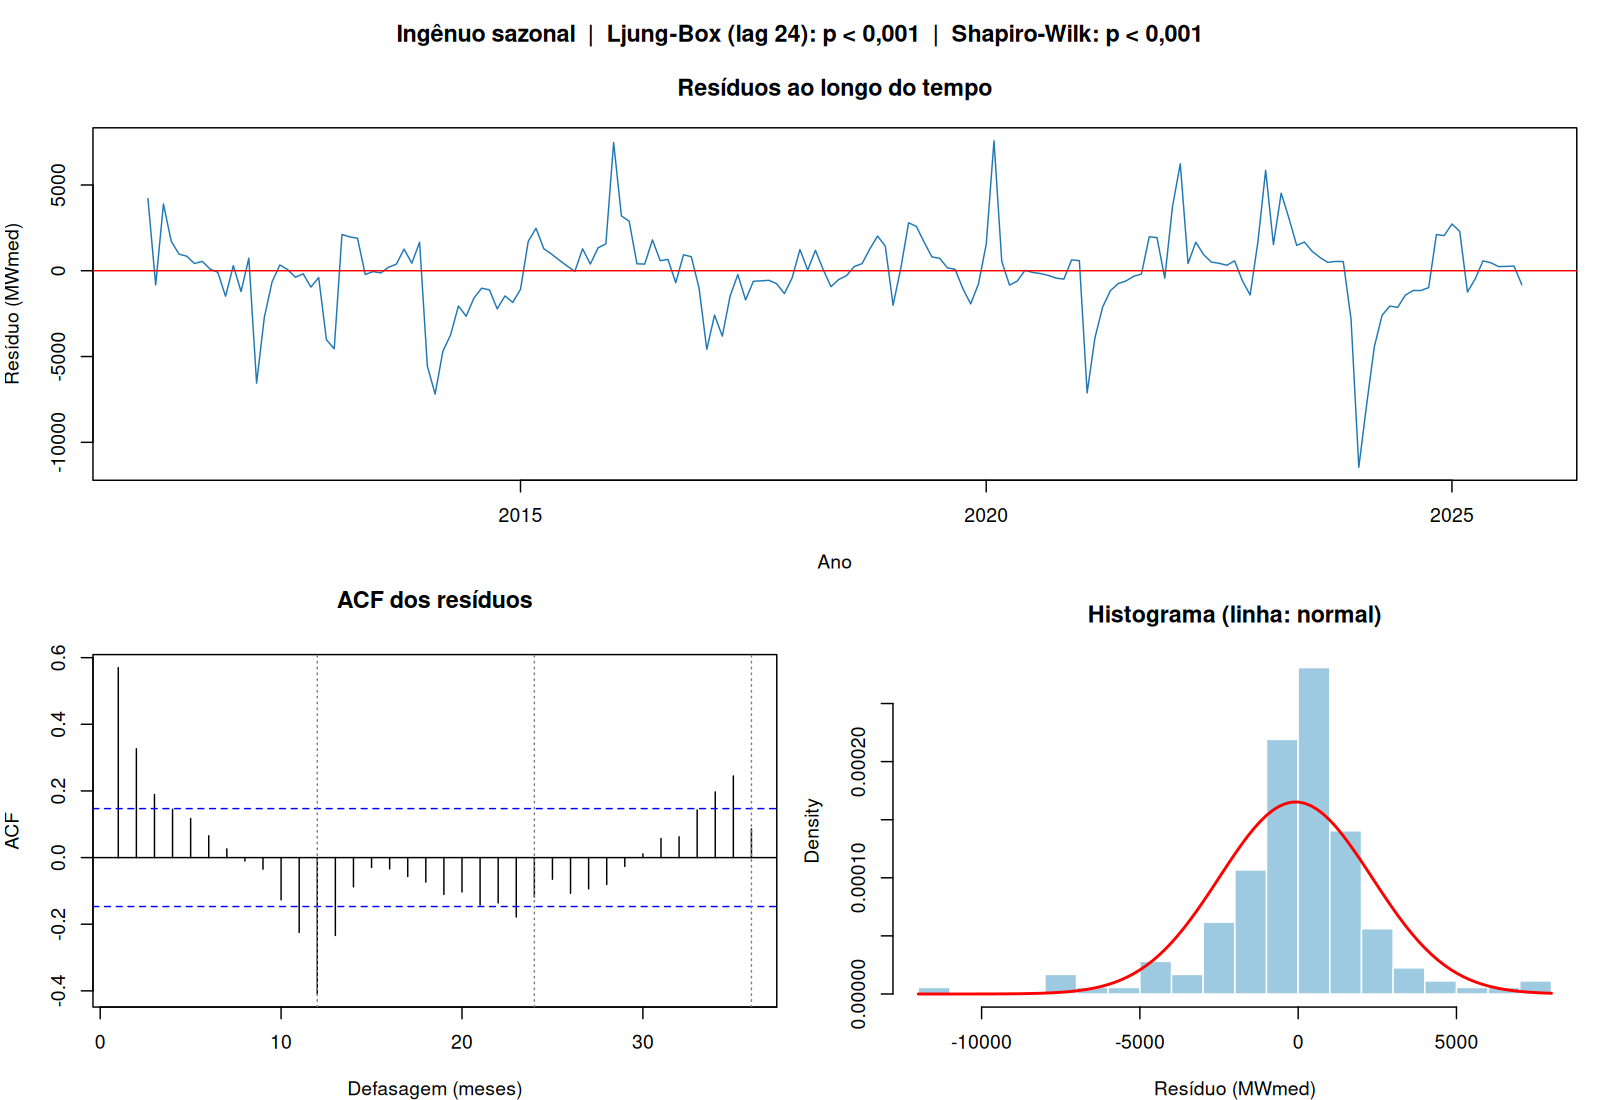 Ingênuo sazonal | Ljung-Box (lag 24): p < 0,001 | Shapiro-Wilk: p < 0,001
Resíduos ao longo do tempo
Resíduo (MWmed)
5000
0
-5000
-10000
2015
2020
2025
Ano
ACF dos resíduos
ACF
0.6
0.4
0.2
0.0
-0.2
-0.4
0
10
20
30
Defasagem (meses)
Histograma (linha: normal)
Density
0.00020
0.00010
0.00000
-10000
-5000
0
5000
Resíduo (MWmed)